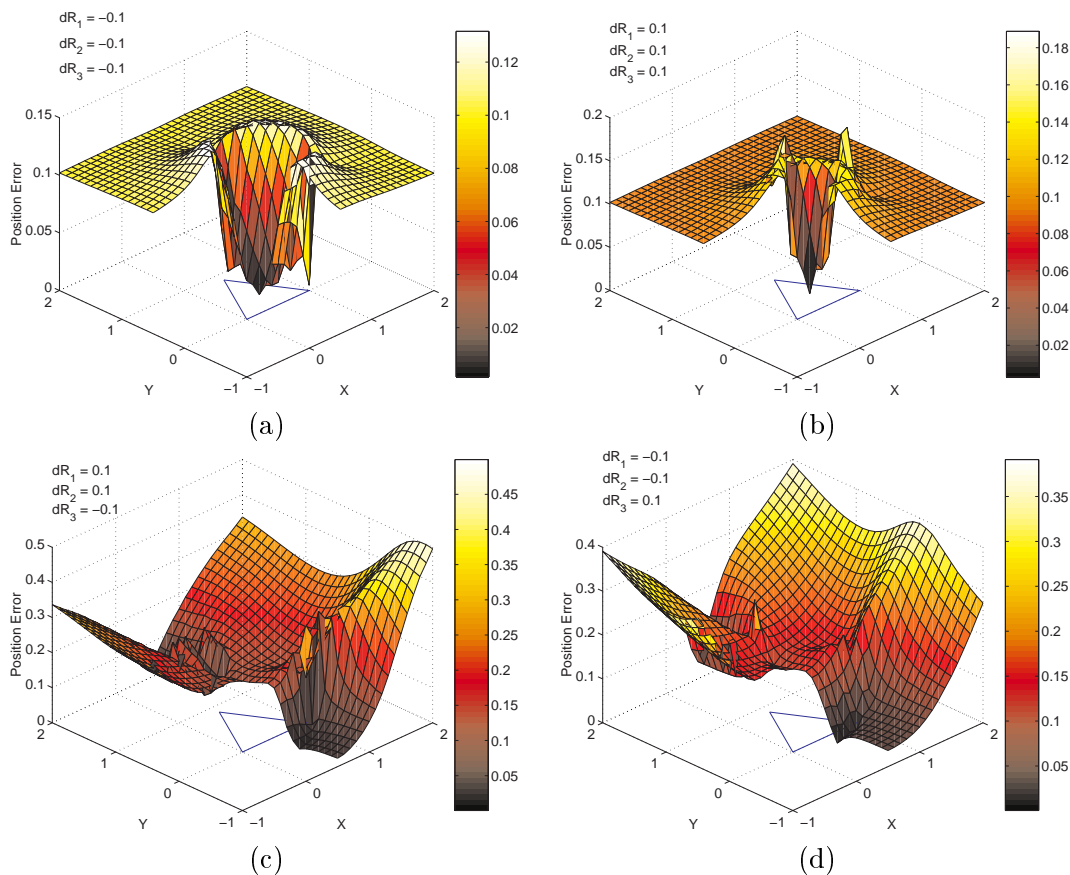 dR1 = −0.1
dR2 = −0.1
dR3 = −0.1
0.15
0.1
0.05
0
Position Error
2
1
0
−1
Y
−1
0
1
2
X
0.12
0.1
0.08
0.06
0.04
0.02
(a)
dR1 = 0.1
dR2 = 0.1
dR3 = 0.1
0.2
0.15
0.1
0.05
0
Position Error
2
1
0
−1
Y
−1
0
1
2
X
0.18
0.16
0.14
0.12
0.1
0.08
0.06
0.04
0.02
(b)
dR1 = 0.1
dR2 = 0.1
dR3 = −0.1
0.5
0.4
0.3
0.2
0.1
0
Position Error
2
1
0
−1
Y
−1
0
1
2
X
0.45
0.4
0.35
0.3
0.25
0.2
0.15
0.1
0.05
(c)
dR1 = −0.1
dR2 = −0.1
dR3 = 0.1
0.4
0.3
0.2
0.1
0
Position Error
2
1
0
−1
Y
−1
0
1
2
X
0.35
0.3
0.25
0.2
0.15
0.1
0.05
(d)